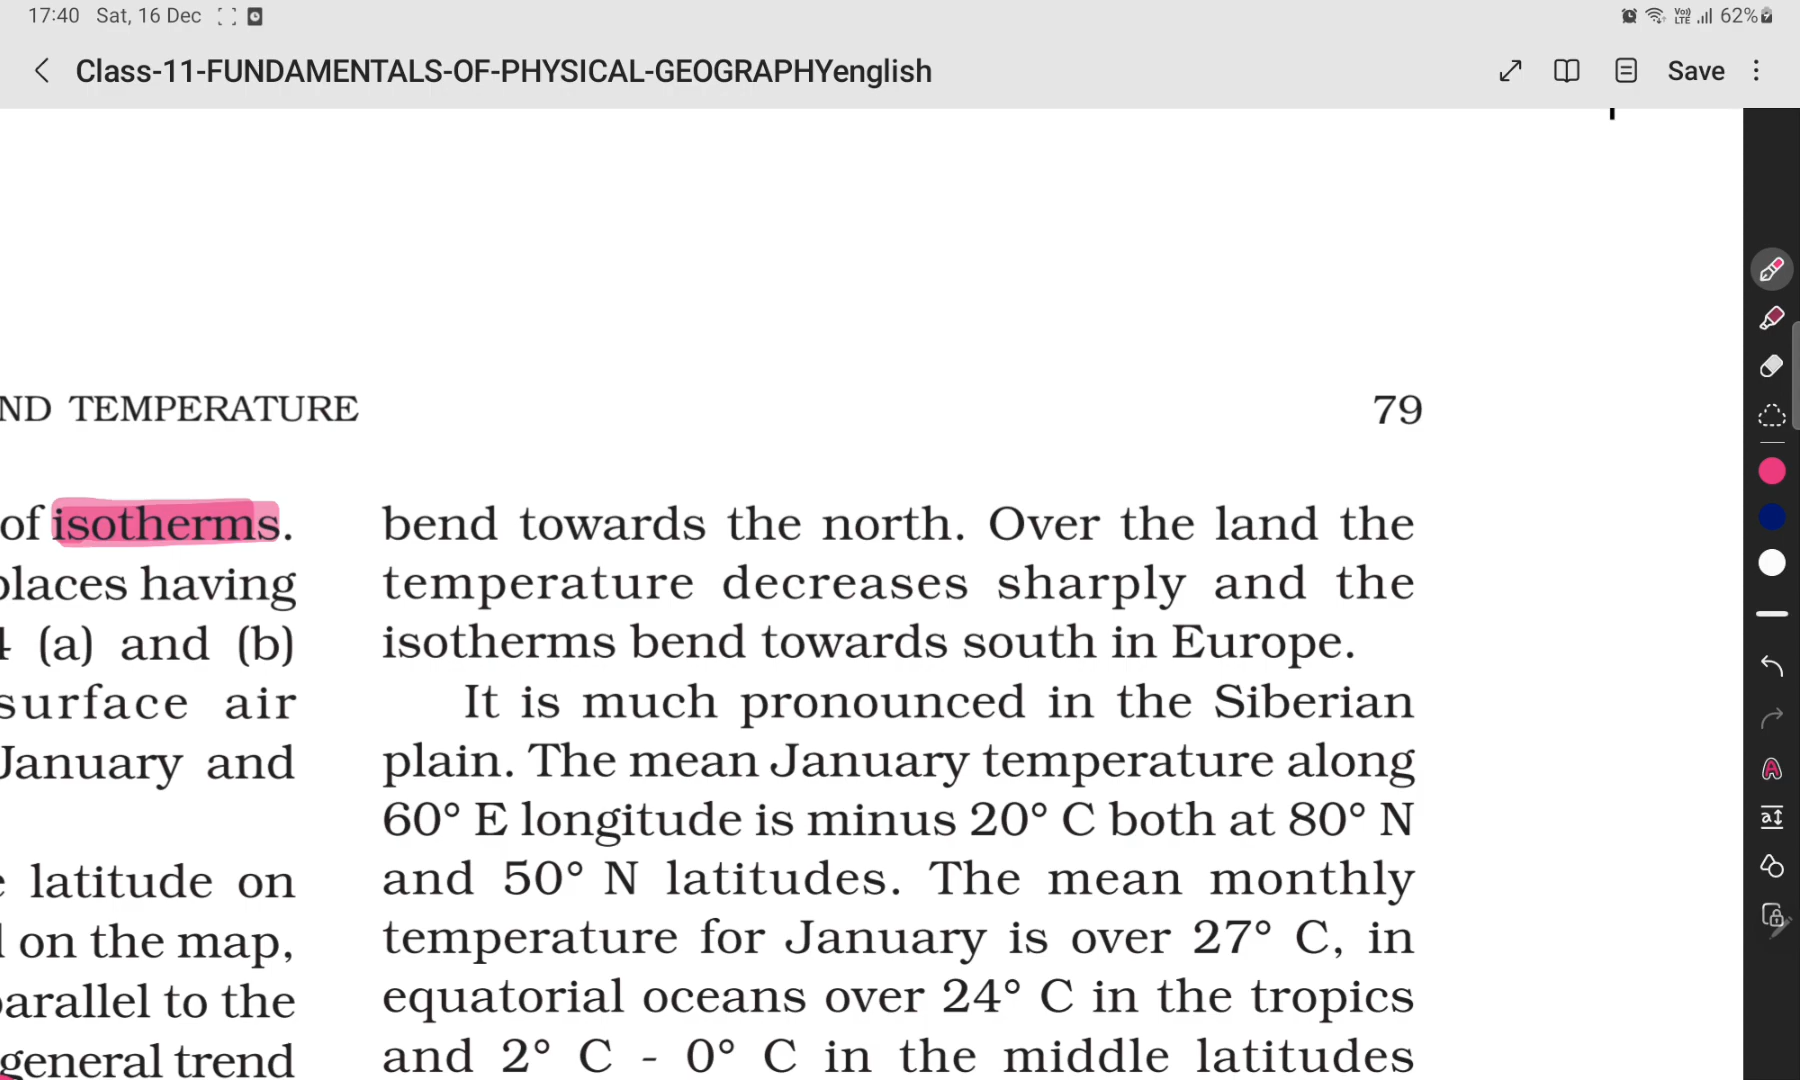 17:40 Sat, 16 Dec
Vo)) LTE 62%
Class-11-FUNDAMENTALS-OF-PHYSICAL-GEOGRAPHYenglish
Save
ND TEMPERATURE
79
of isotherms.
places having
4 (a) and (b)
surface air
January and
latitude on
on the map,
parallel to the
general trend
bend towards the north. Over the land the
temperature decreases sharply and the
isotherms bend towards south in Europe.
It is much pronounced in the Siberian
plain. The mean January temperature along
60° E longitude is minus 20° C both at 80° N
and 50° N latitudes. The mean monthly
temperature for January is over 27° C, in
equatorial oceans over 24° C in the tropics
and 2° C - 0° C in the middle latitudes